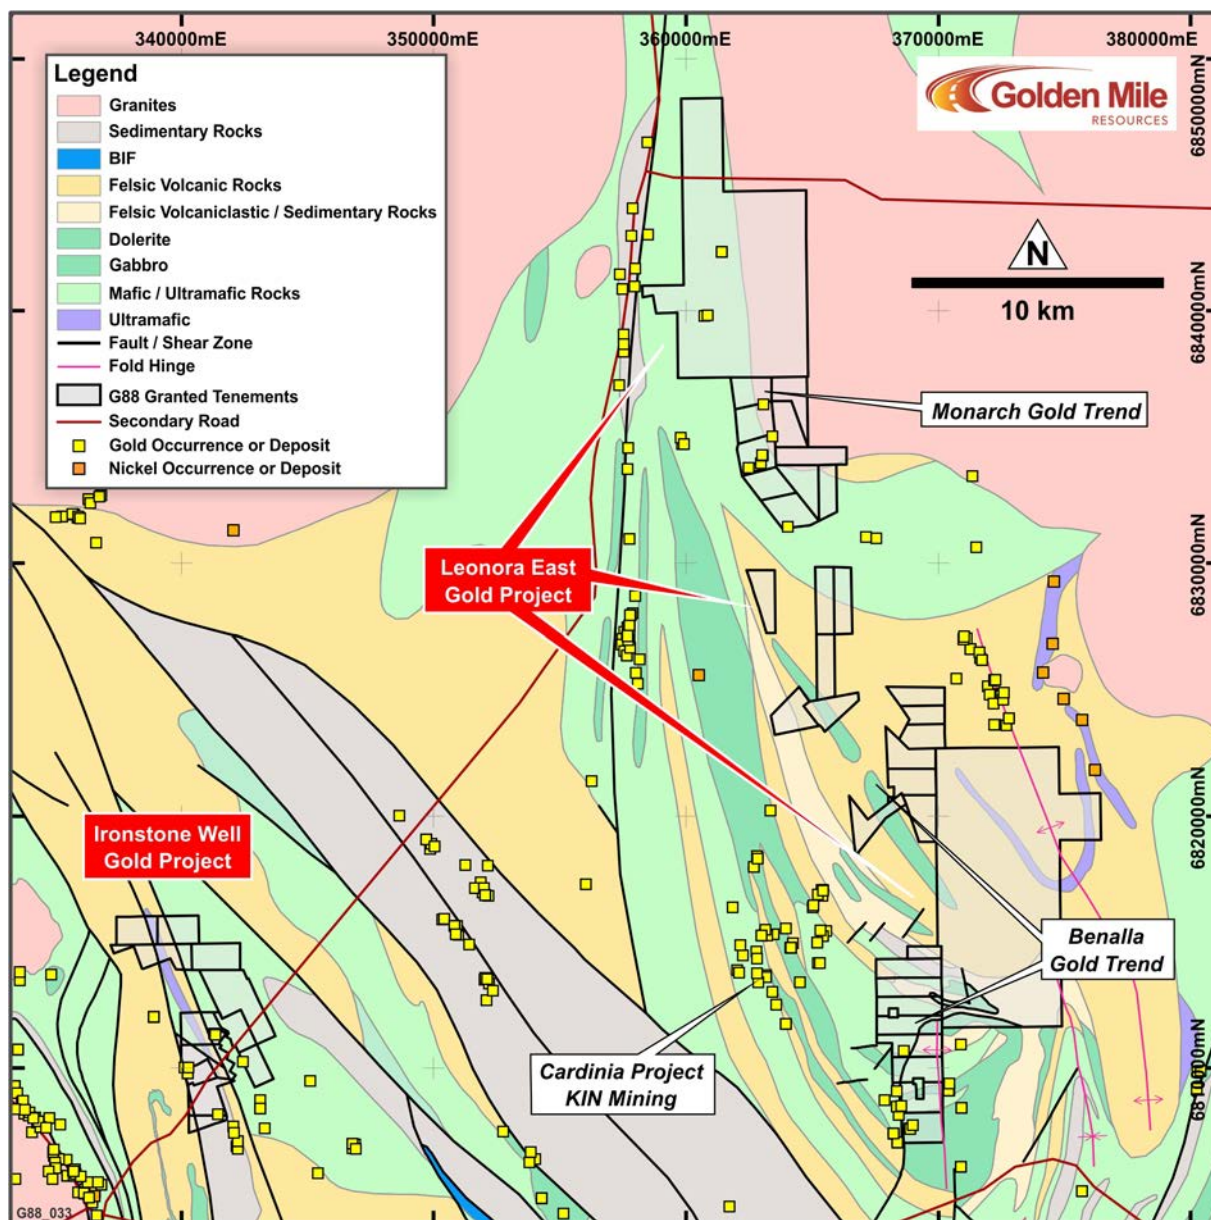 340000mE
350000mE
360000mE
370000mE
380000mE
Legend
Granites
Sedimentary Rocks
BIF
Felsic Volcanic Rocks
Felsic Volcaniclastic / Sedimentary Rocks
Dolerite
Gabbro
Mafic / Ultramafic Rocks
Ultramafic
Fault / Shear Zone
Fold Hinge
G88 Granted Tenements
Secondary Road
Gold Occurrence or Deposit
Nickel Occurrence or Deposit
Golden Mile
RESOURCES
6850000mN
N
10 km
6840000mN
Monarch Gold Trend
Leonora East
Gold Project
6830000mN
6820000mN
Ironstone Well
Gold Project
Benalla
Gold Trend
Cardinia Project
KIN Mining
6810000mN
G88_033